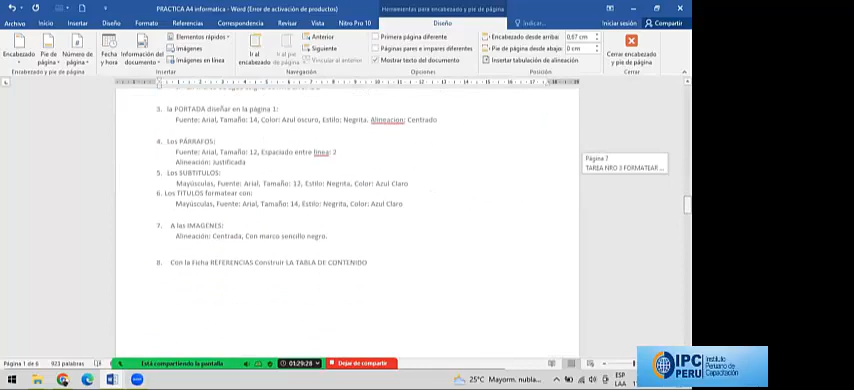 PRACTICA A4 informatica - Word (Error de activación de productos)
Herramientas para encabezado y pie de página
Archivo Inicio Insertar Diseño Formato Referencias Correspondencia Revisar Vista Nitro Pro 10 Diseño Indicar... Iniciar sesión Compartir
Encabezado
Pie de página
Número de página
Encabezado y pie de página
Fecha y hora
Información del documento
Elementos rápidos
Imágenes
Imágenes en línea
Insertar
Ir al encabezado
Ir al pie de página
Anterior
Siguiente
Vincular al anterior
Navegación
Primera página diferente
Páginas pares e impares diferentes
Mostrar texto del documento
Opciones
Encabezado desde arriba: 0,67 cm
Pie de página desde abajo: 0 cm
Insertar tabulación de alineación
Posición
Cerrar encabezado y pie de página
Cerrar
3. la PORTADA diseñar en la página 1:
Fuente: Arial, Tamaño: 14, Color: Azul oscuro, Estilo: Negrita. Alineacion: Centrado
4. Los PÁRRAFOS:
Fuente: Arial, Tamaño: 12, Espaciado entre linea: 2
Alineación: Justificada
5. Los SUBTITULOS:
Mayúsculas, Fuente: Arial, Tamaño: 12, Estilo: Negrita, Color: Azul Claro
6. Los TITULOS formatear con:
Mayúsculas, Fuente: Arial, Tamaño: 14, Estilo: Negrita, Color: Azul Claro
7. A las IMAGENES:
Alineación: Centrada, Con marco sencillo negro.
8. Con la Ficha REFERENCIAS Construir LA TABLA DE CONTENIDO
Página 7
TAREA NRO 3 FORMATEAR ...
Página 1 de 6 923 palabras
Está compartiendo la pantalla 01:29:28 Dejar de compartir
25°C Mayorm. nubla...
ESP
LAA
IPC
PERU
Instituto
Peruano de
Capacitación